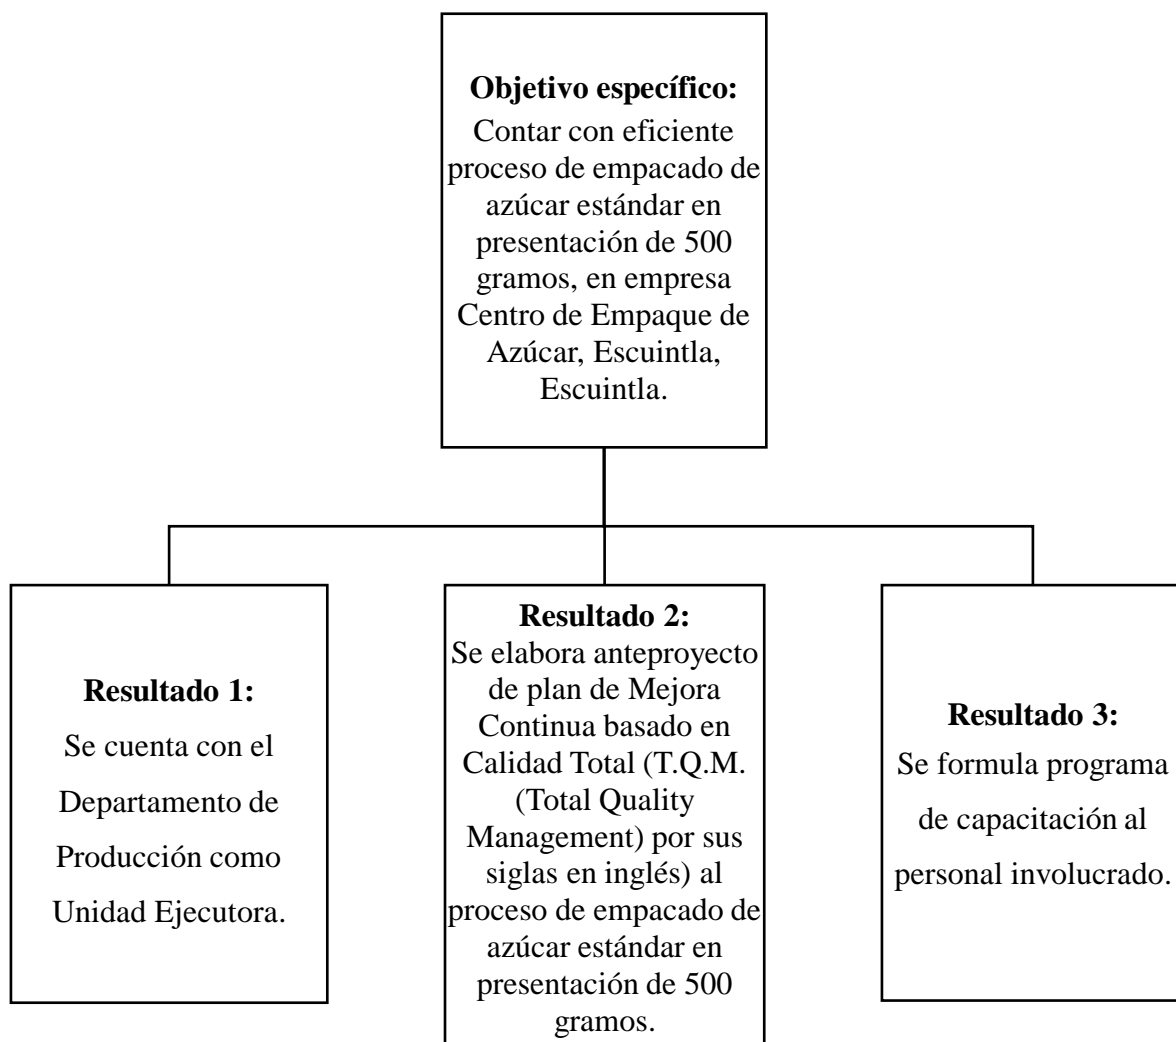 Objetivo específico:
Contar con eficiente
proceso de empacado de
azúcar estándar en
presentación de 500
gramos, en empresa
Centro de Empaque de
Azúcar, Escuintla,
Escuintla.
Resultado 1:
Se cuenta con el
Departamento de
Producción como
Unidad Ejecutora.
Resultado 2:
Se elabora anteproyecto
de plan de Mejora
Continua basado en
Calidad Total (T.Q.M.
(Total Quality
Management) por sus
siglas en inglés) al
proceso de empacado de
azúcar estándar en
presentación de 500
gramos.
Resultado 3:
Se formula programa
de capacitación al
personal involucrado.